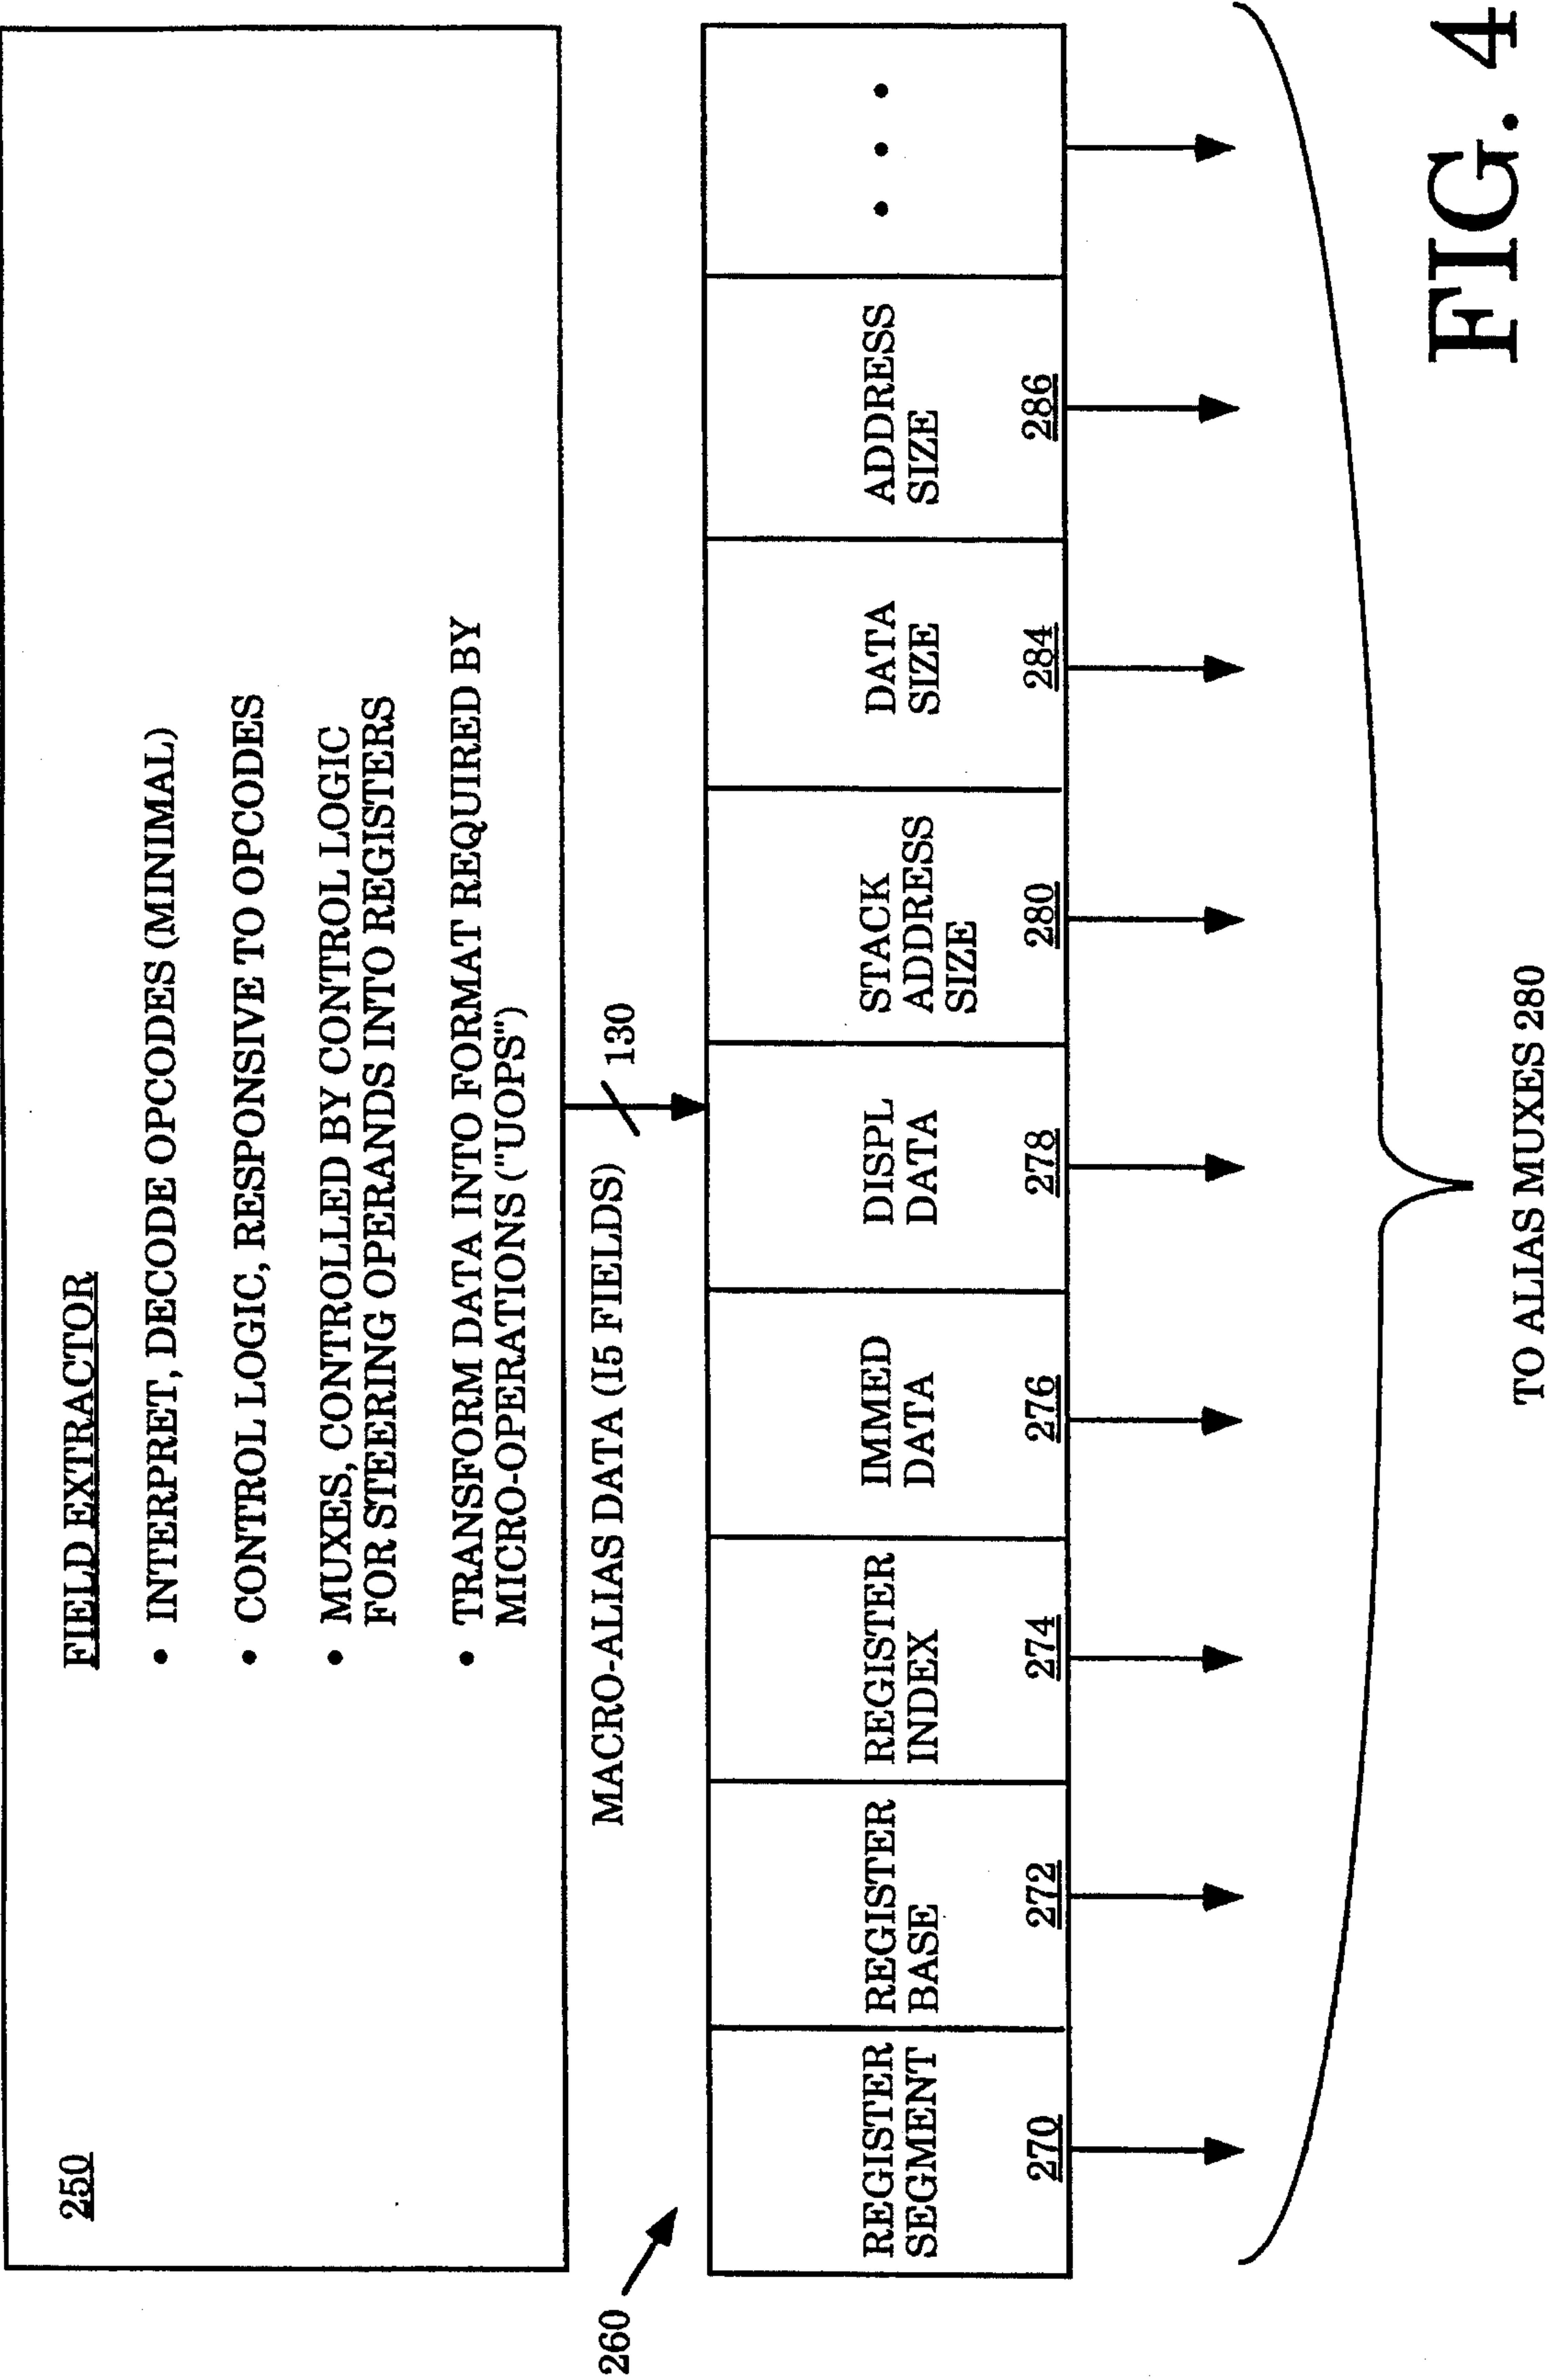 250
FIELD EXTRACTOR
• INTERPRET, DECODE OPCODES (MINIMAL)
• CONTROL LOGIC, RESPONSIVE TO OPCODES
• MUXES, CONTROLLED BY CONTROL LOGIC
FOR STEERING OPERANDS INTO REGISTERS
• TRANSFORM DATA INTO FORMAT REQUIRED BY
MICRO-OPERATIONS ("UOPS")
MACRO-ALIAS DATA (15 FIELDS)
130
260
REGISTER
SEGMENT
270
REGISTER
BASE
272
REGISTER
INDEX
274
IMMED
DATA
276
DISPL
DATA
278
STACK
ADDRESS
SIZE
280
DATA
SIZE
284
ADDRESS
SIZE
286
• • •
TO ALIAS MUXES 280
FIG. 4